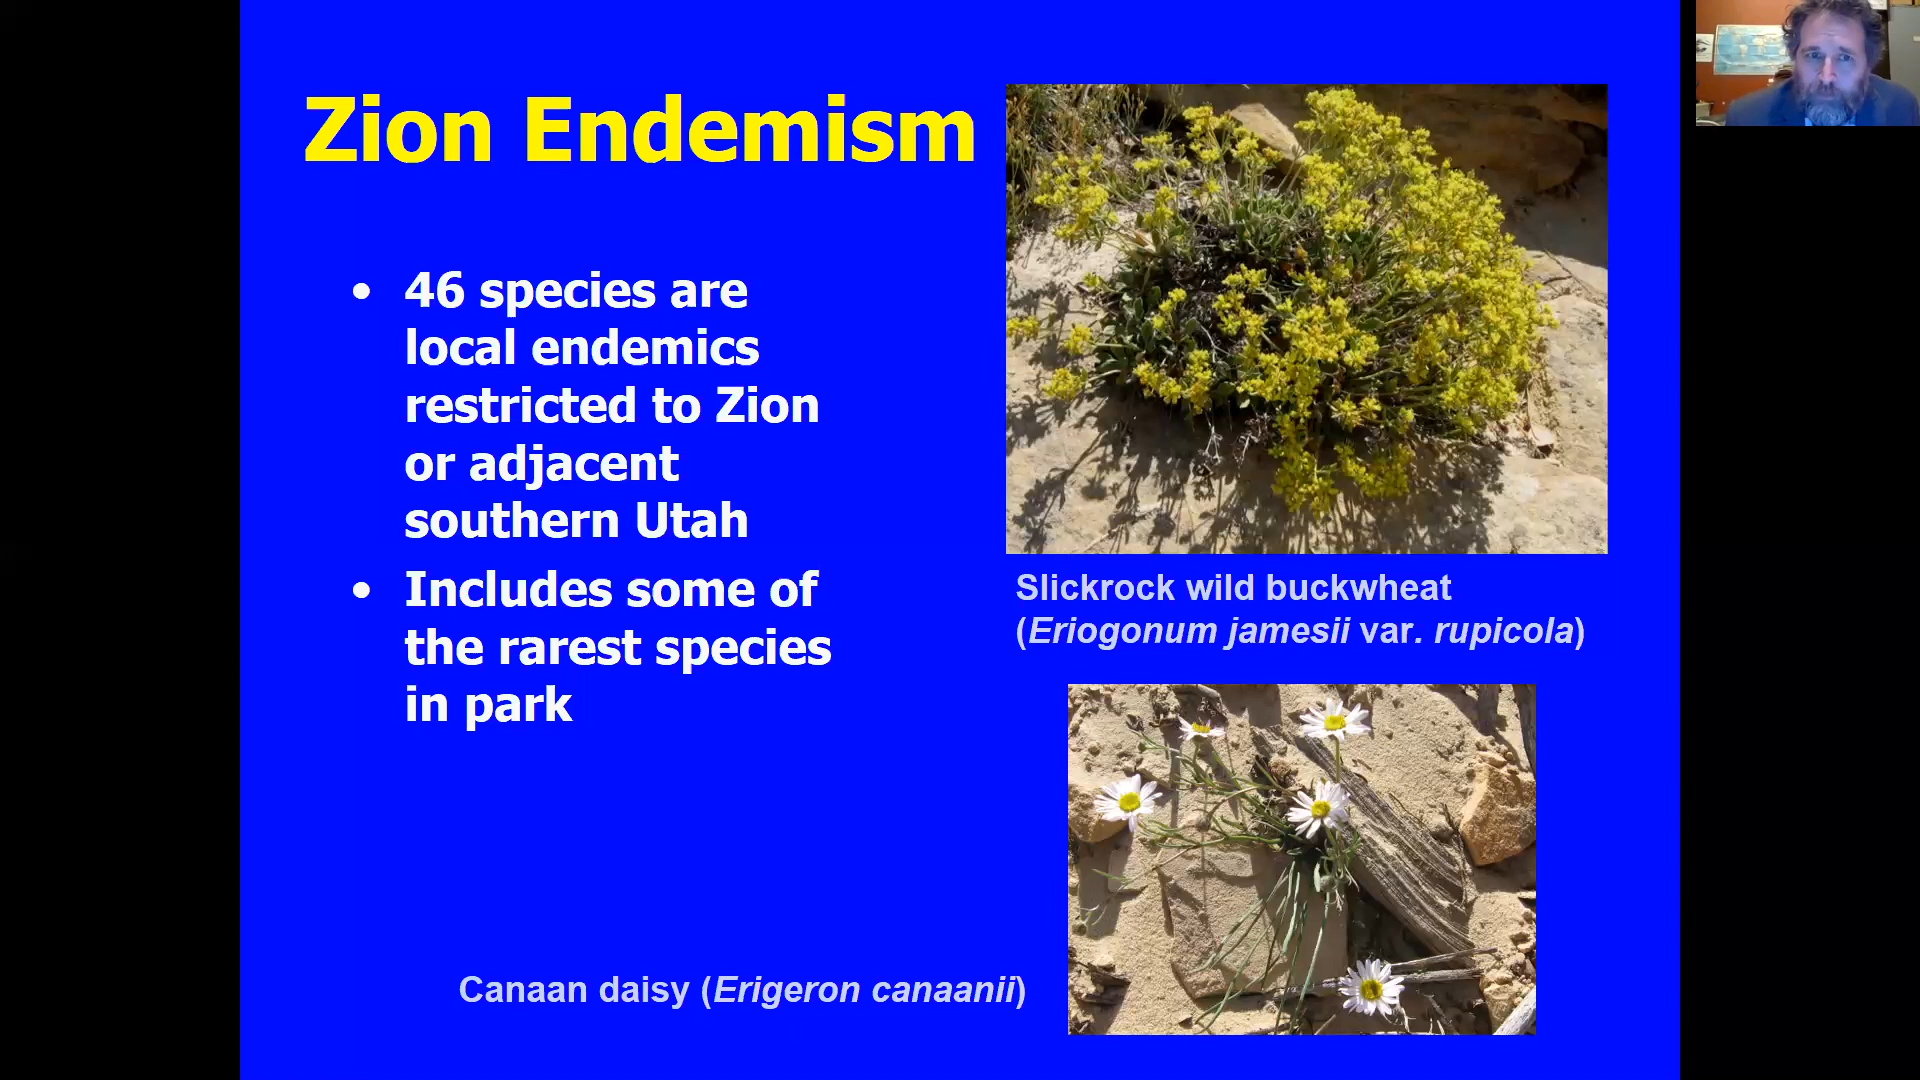 Zion Endemism
• 46 species are
local endemics
restricted to Zion
or adjacent
southern Utah
• Includes some of
the rarest species
in park
Slickrock wild buckwheat
(Eriogonum jamesii var. rupicola)
Canaan daisy (Erigeron canaanii)